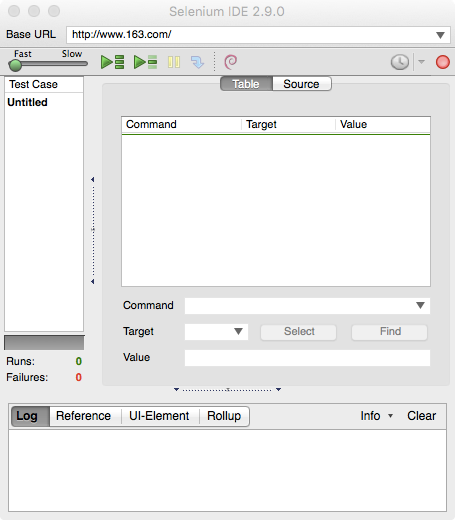 Selenium IDE 2.9.0
Base URL http://www.163.com/
Fast Slow
Test Case
Untitled
Table Source
Command Target Value
Command
Target Select Find
Value
Runs: 0
Failures: 0
Log Reference UI-Element Rollup Info Clear